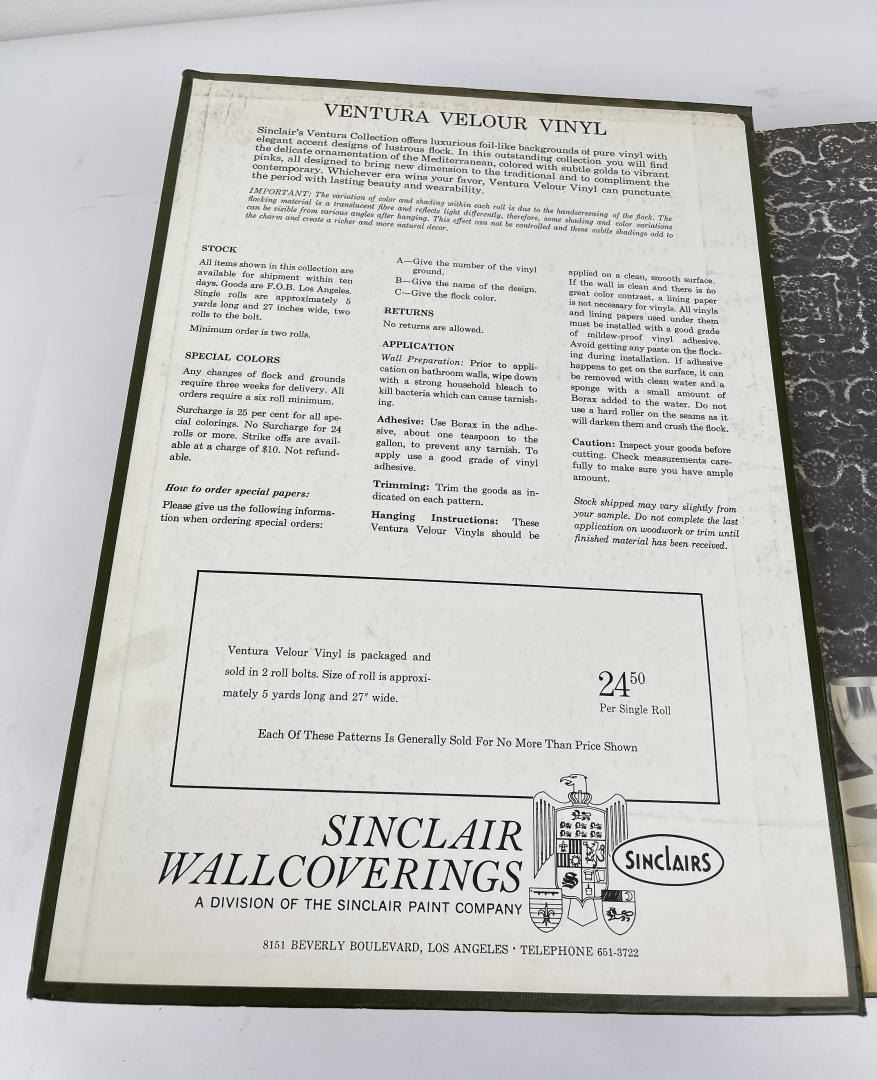 VENTURA VELOUR VINYL
Sinclair's Ventura Collection offers luxurious foil-like backgrounds of pure vinyl with
elegant accent designs of lustrous flock. In this outstanding collection you will find
the delicate ornamentation of the Mediterranean, colored with subtle golds to vibrant
pinks, all designed to bring new dimension to the traditional and to compliment the
contemporary. Whichever era wins your favor, Ventura Velour Vinyl can punctuate
the period with lasting beauty and wearability.
IMPORTANT: The variation of color and shading within each roll is due to the handscreening of the flock. The
flocking material is a translucent fibre and reflects light differently, therefore, some shading and color variations
can be visible from various angles after hanging. This effect can not be controlled and these subtle shadings add to
the charm and create a richer and more natural decor.
STOCK
All items shown in this collection are
available for shipment within ten
days. Goods are F.O.B. Los Angeles.
Single rolls are approximately 5
yards long and 27 inches wide, two
rolls to the bolt.
Minimum order is two rolls.
SPECIAL COLORS
Any changes of flock and grounds
require three weeks for delivery. All
orders require a six roll minimum.
Surcharge is 25 per cent for all spe-
cial colorings. No Surcharge for 24
rolls or more. Strike offs are avail-
able at a charge of $10. Not refund-
able.
How to order special papers:
Please give us the following informa-
tion when ordering special orders:
A—Give the number of the vinyl
ground.
B—Give the name of the design.
C—Give the flock color.
RETURNS
No returns are allowed.
APPLICATION
Wall Preparation: Prior to appli-
cation on bathroom walls, wipe down
with a strong household bleach to
kill bacteria which can cause tarnish-
ing.
Adhesive: Use Borax in the adhe-
sive, about one teaspoon to the
gallon, to prevent any tarnish. To
apply use a good grade of vinyl
adhesive.
Trimming: Trim the goods as in-
dicated on each pattern.
Hanging Instructions: These
Ventura Velour Vinyls should be
applied on a clean, smooth surface.
If the wall is clean and there is no
great color contrast, a lining paper
is not necessary for vinyls. All vinyls
and lining papers used under them
must be installed with a good grade
of mildew-proof vinyl adhesive.
Avoid getting any paste on the flock-
ing during installation. If adhesive
happens to get on the surface, it can
be removed with clean water and a
sponge with a small amount of
Borax added to the water. Do not
use a hard roller on the seams as it
will darken them and crush the flock.
Caution: Inspect your goods before
cutting. Check measurements care-
fully to make sure you have ample
amount.
Stock shipped may vary slightly from
your sample. Do not complete the last
application on woodwork or trim until
finished material has been received.
Ventura Velour Vinyl is packaged and
sold in 2 roll bolts. Size of roll is approxi-
mately 5 yards long and 27" wide.
24 50
Per Single Roll
Each Of These Patterns Is Generally Sold For No More Than Price Shown
SINCLAIR
WALLCOVERINGS
A DIVISION OF THE SINCLAIR PAINT COMPANY
S
SINCLAIRS
8151 BEVERLY BOULEVARD, LOS ANGELES · TELEPHONE 651-3722